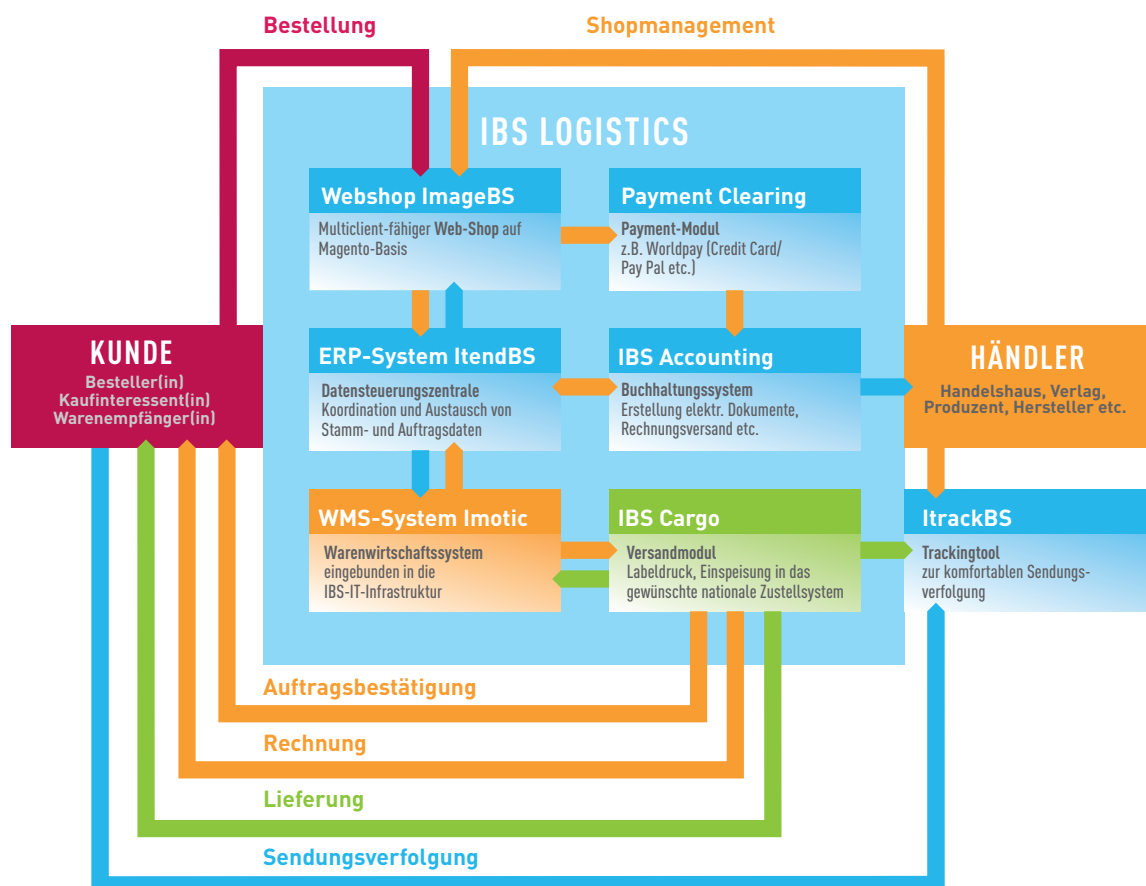 Bestellung
Shopmanagement
IBS LOGISTICS
Webshop ImageBS
Multiclient-fähiger Web-Shop auf
Magento-Basis
Payment Clearing
Payment-Modul
z.B. Worldpay (Credit Card/
Pay Pal etc.)
KUNDE
Besteller(in)
Kaufinteressent(in)
Warenempfänger(in)
ERP-System ItendBS
Datensteuerungszentrale
Koordination und Austausch von
Stamm- und Auftragsdaten
IBS Accounting
Buchhaltungssystem
Erstellung elektr. Dokumente,
Rechnungsversand etc.
HÄNDLER
Handelshaus, Verlag,
Produzent, Hersteller etc.
WMS-System Imotic
Warenwirtschaftssystem
eingebunden in die
IBS-IT-Infrastruktur
IBS Cargo
Versandmodul
Labeldruck, Einspeisung in das
gewünschte nationale Zustellsystem
ItrackBS
Trackingtool
zur komfortablen Sendungs-
verfolgung
Auftragsbestätigung
Rechnung
Lieferung
Sendungsverfolgung